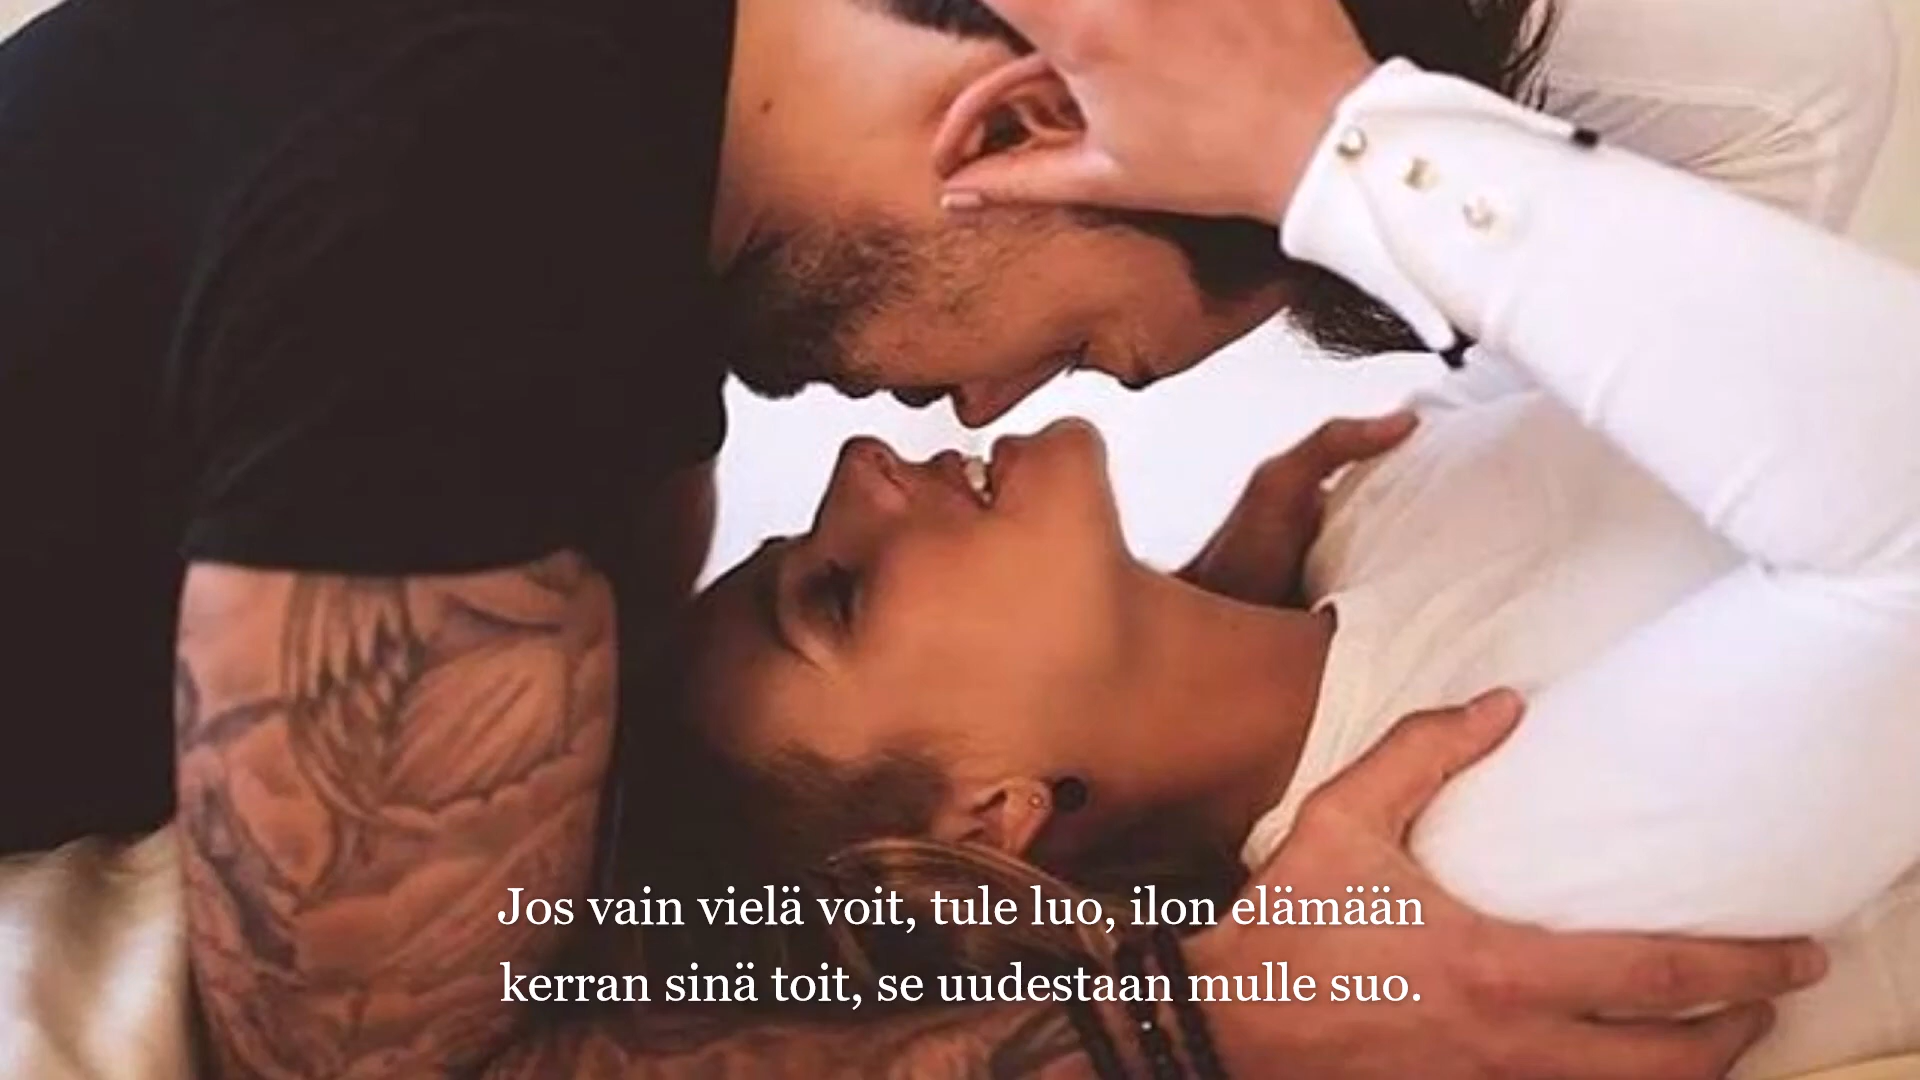 Jos vain vielä voit, tule luo, ilon elämään
kerran sinä toit, se uudestaan mulle suo.